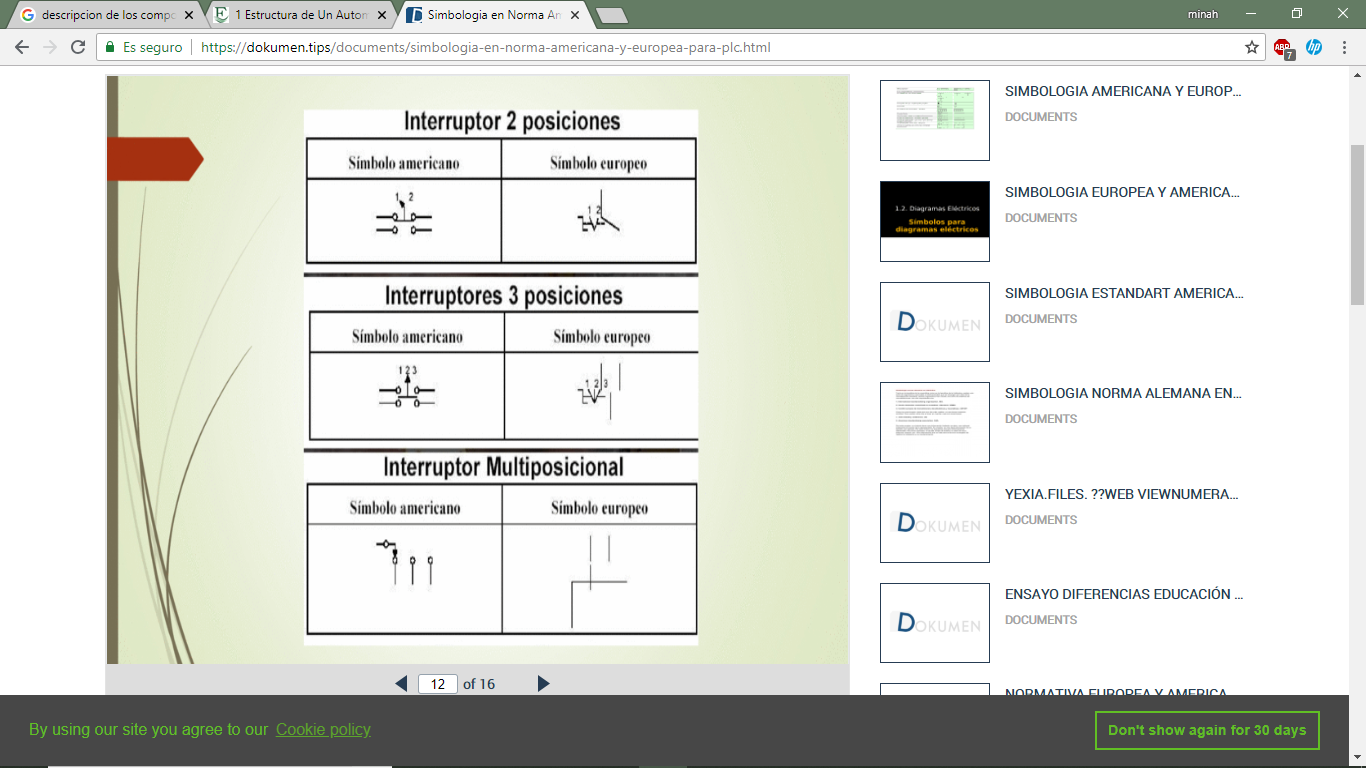 descripcion de los compo
1 Estructura de Un Autom
Simbologia en Norma Am
minah
Es seguro
https://dokumen.tips/documents/simbologia-en-norma-americana-y-europea-para-plc.html
ABP
7
hp
Interruptor 2 posiciones
Símbolo americano
Símbolo europeo
1 2
1 2
Interruptores 3 posiciones
Símbolo americano
Símbolo europeo
1 2 3
1 2 3
Interruptor Multiposicional
Símbolo americano
Símbolo europeo
12 of 16
SIMBOLOGIA AMERICANA Y EUROP...
DOCUMENTS
1.2. Diagramas Eléctricos
Símbolos para
diagramas eléctricos
SIMBOLOGIA EUROPEA Y AMERICA...
DOCUMENTS
DOKUMEN
SIMBOLOGIA ESTANDART AMERICA...
DOCUMENTS
SIMBOLOGIA NORMA ALEMANA EN...
DOCUMENTS
DOKUMEN
YEXIA.FILES. ??WEB VIEWNUMERA...
DOCUMENTS
DOKUMEN
ENSAYO DIFERENCIAS EDUCACIÓN ...
DOCUMENTS
NORMATIVA EUROPEA Y AMERICA
By using our site you agree to our Cookie policy
Don't show again for 30 days